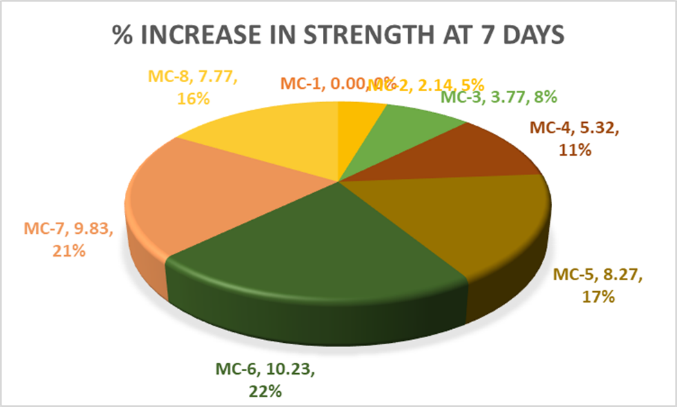 % INCREASE IN STRENGTH AT 7 DAYS
MC-8, 7.77,
16%
MC-1, 0.00, 0%
MC-2, 2.14, 5%
MC-3, 3.77, 8%
MC-4, 5.32,
11%
MC-7, 9.83,
21%
MC-5, 8.27,
17%
MC-6, 10.23,
22%